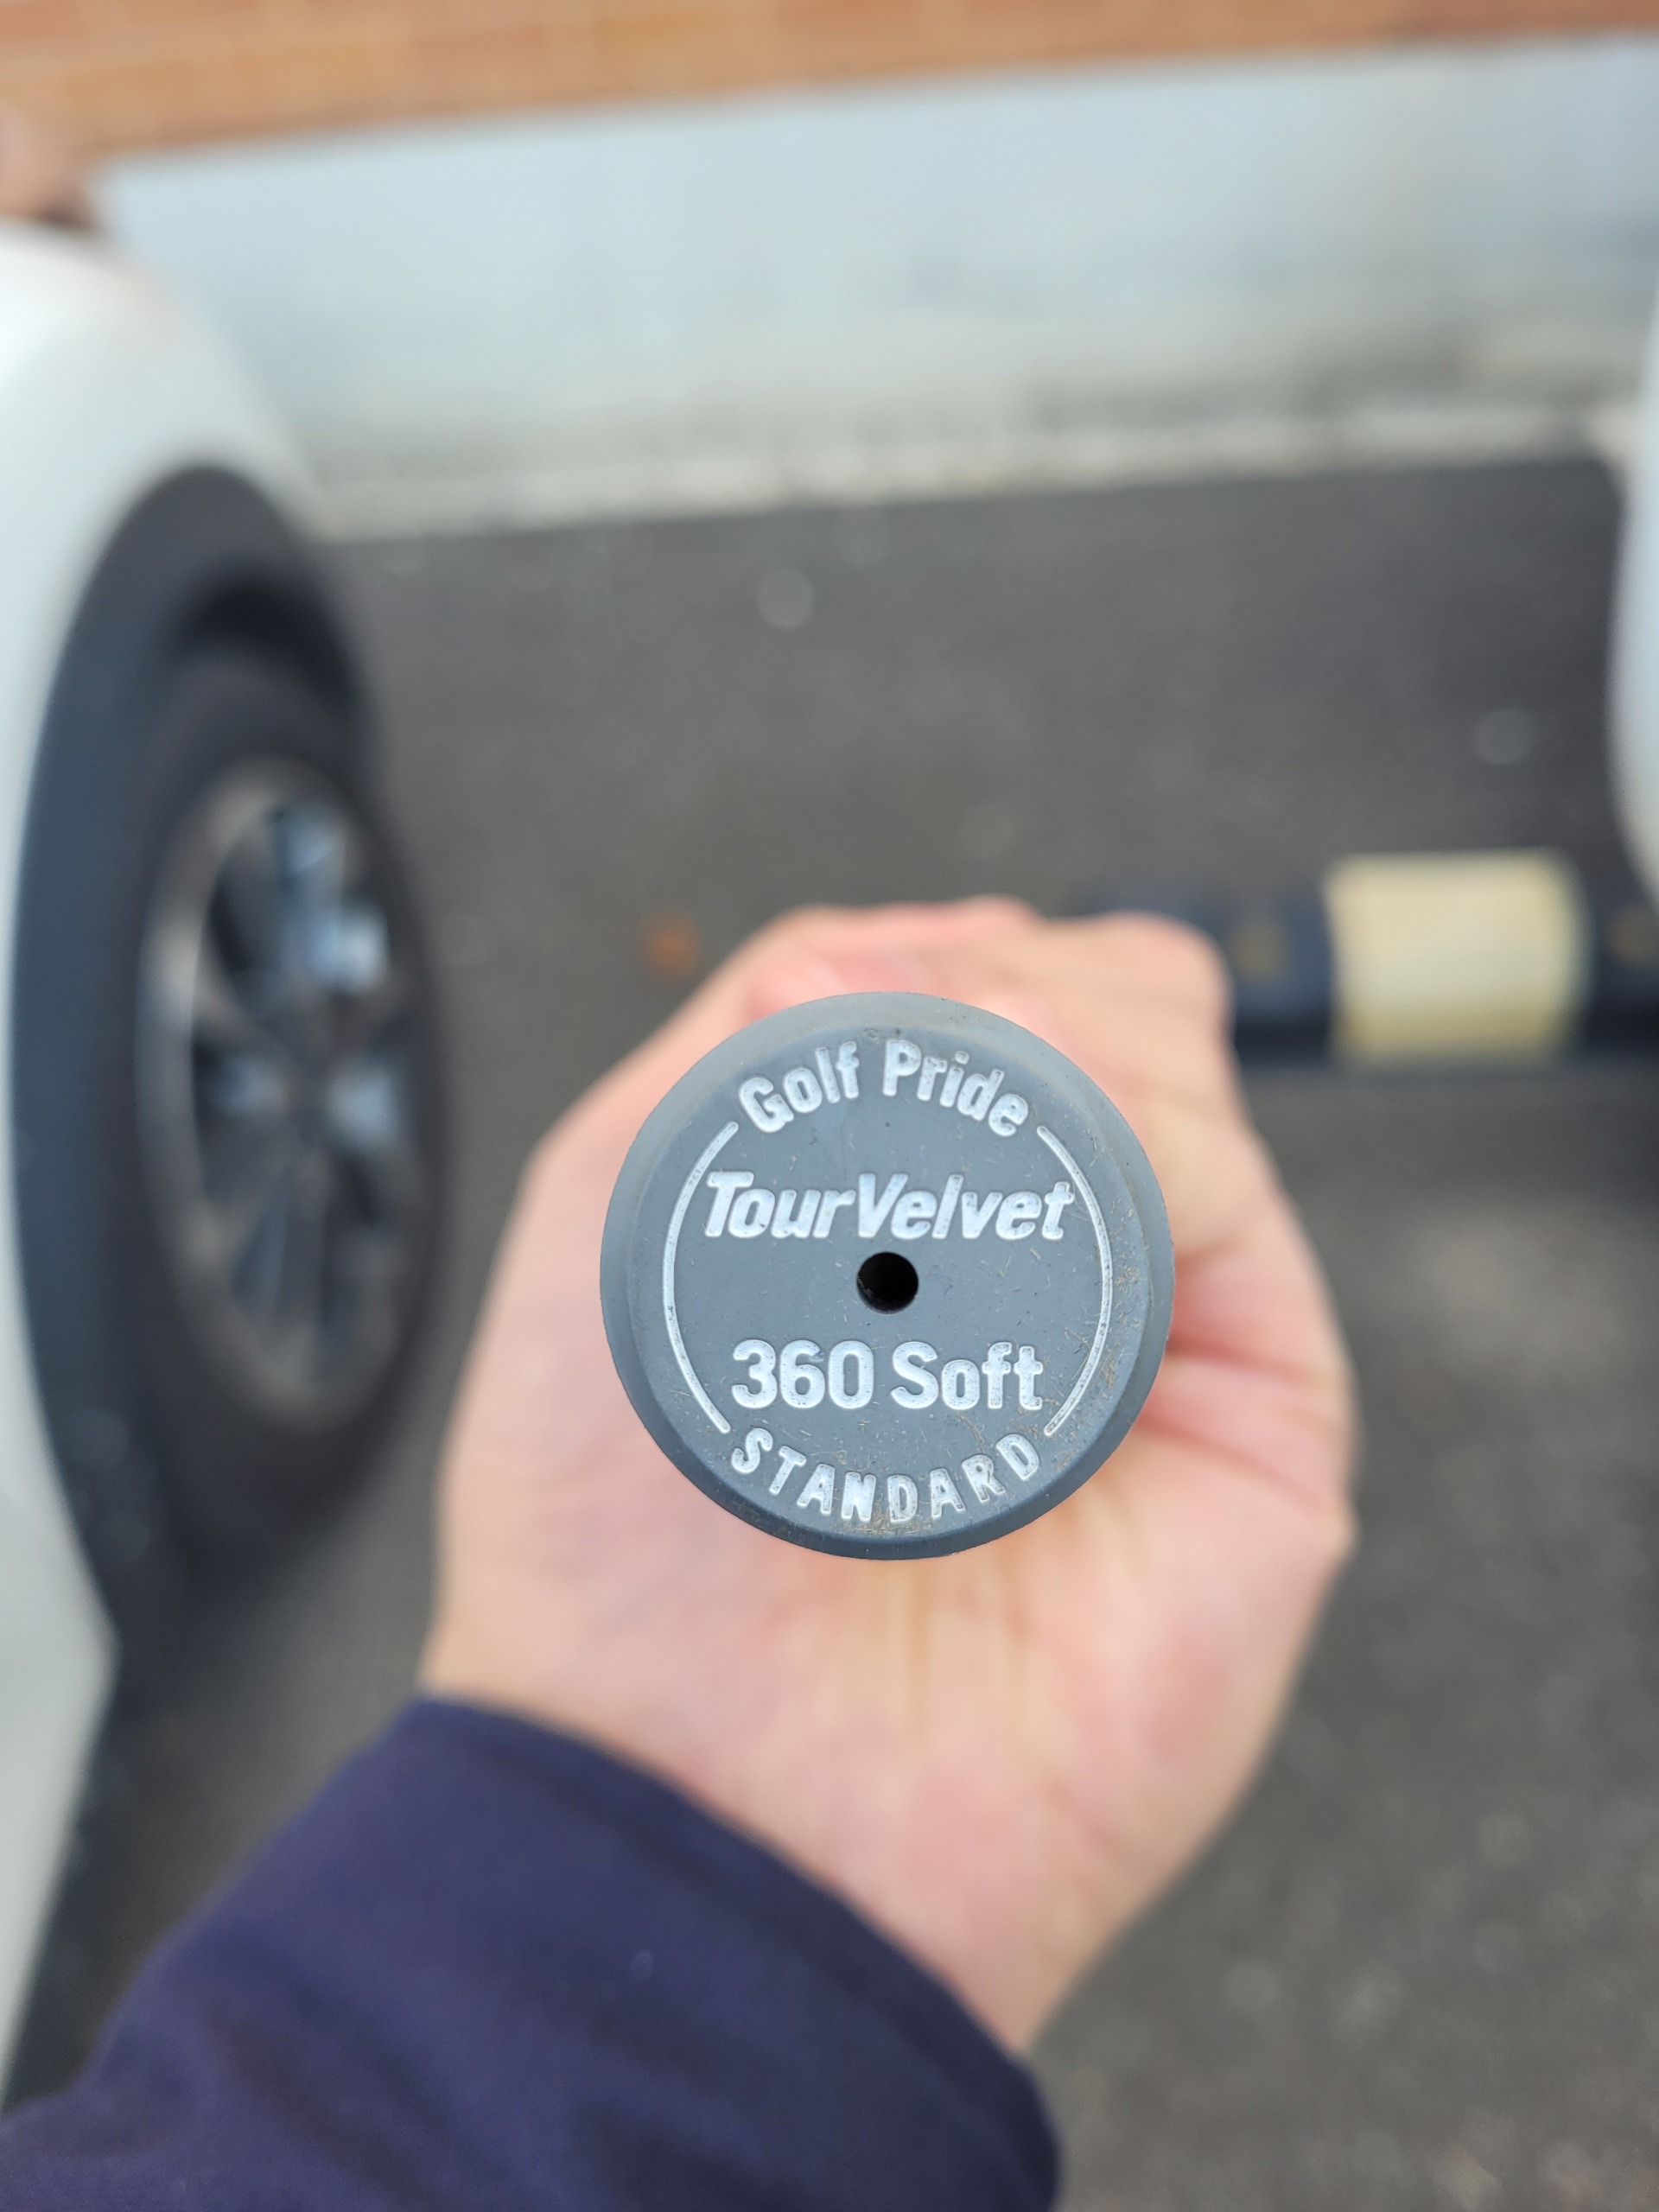 Golf Pride
TourVelvet
360 Soft
STANDARD